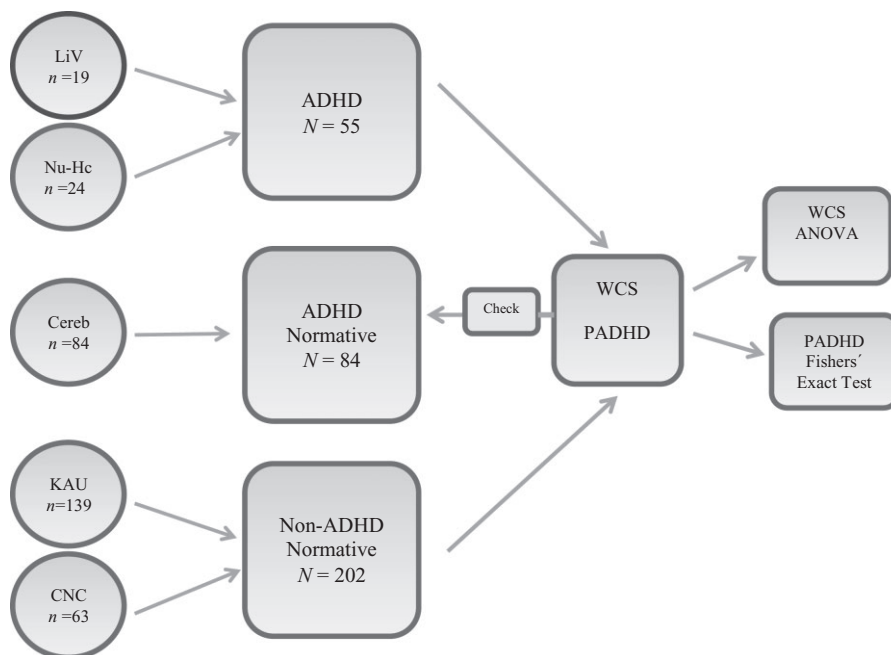 LiV
n =19
Nu-Hc
n =24
ADHD
N = 55
Cereb
n =84
ADHD
Normative
N = 84
KAU
n=139
CNC
n =63
Non-ADHD
Normative
N = 202
Check
WCS
PADHD
WCS
ANOVA
PADHD
Fishers´
Exact Test